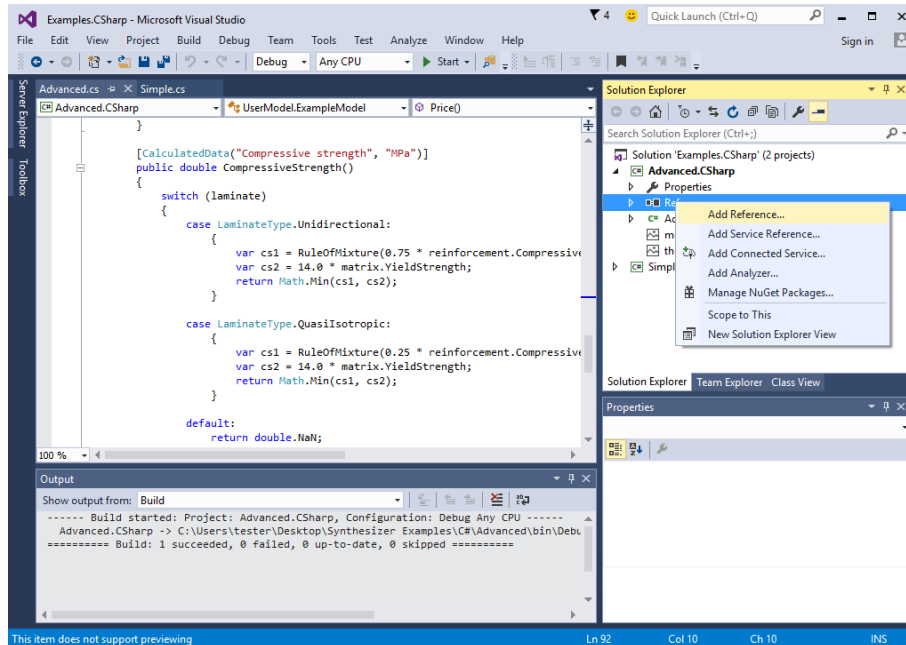 Examples.CSharp - Microsoft Visual Studio
4
Quick Launch (Ctrl+Q)
File Edit View Project Build Debug Team Tools Test Analyze Window Help
Sign in
Debug
Any CPU
Start
Server Explorer
Toolbox
Advanced.cs
Simple.cs
Advanced.CSharp
UserModel.ExampleModel
Price()
}
[CalculatedData("Compressive strength", "MPa")]
public double CompressiveStrength()
{
switch (laminate)
{
case LaminateType.Unidirectional:
{
var cs1 = RuleOfMixture(0.75 * reinforcement.Compressive
var cs2 = 14.0 * matrix.YieldStrength;
return Math.Min(cs1, cs2);
}
case LaminateType.QuasiIsotropic:
{
var cs1 = RuleOfMixture(0.25 * reinforcement.Compressive
var cs2 = 14.0 * matrix.YieldStrength;
return Math.Min(cs1, cs2);
}
default:
return double.NaN;
100 %
Output
Show output from: Build
------ Build started: Project: Advanced.CSharp, Configuration: Debug Any CPU ------
Advanced.CSharp -> C:\Users\tester\Desktop\Synthesizer Examples\C#\Advanced\bin\Debu
========== Build: 1 succeeded, 0 failed, 0 up-to-date, 0 skipped ==========
Solution Explorer
Search Solution Explorer (Ctrl+;)
Solution 'Examples.CSharp' (2 projects)
Advanced.CSharp
Properties
Ref
C# Ad
m
th
C# Simpl
Add Reference...
Add Service Reference...
Add Connected Service...
Add Analyzer...
Manage NuGet Packages...
Scope to This
New Solution Explorer View
Solution Explorer Team Explorer Class View
Properties
This item does not support previewing
Ln 92 Col 10 Ch 10 INS